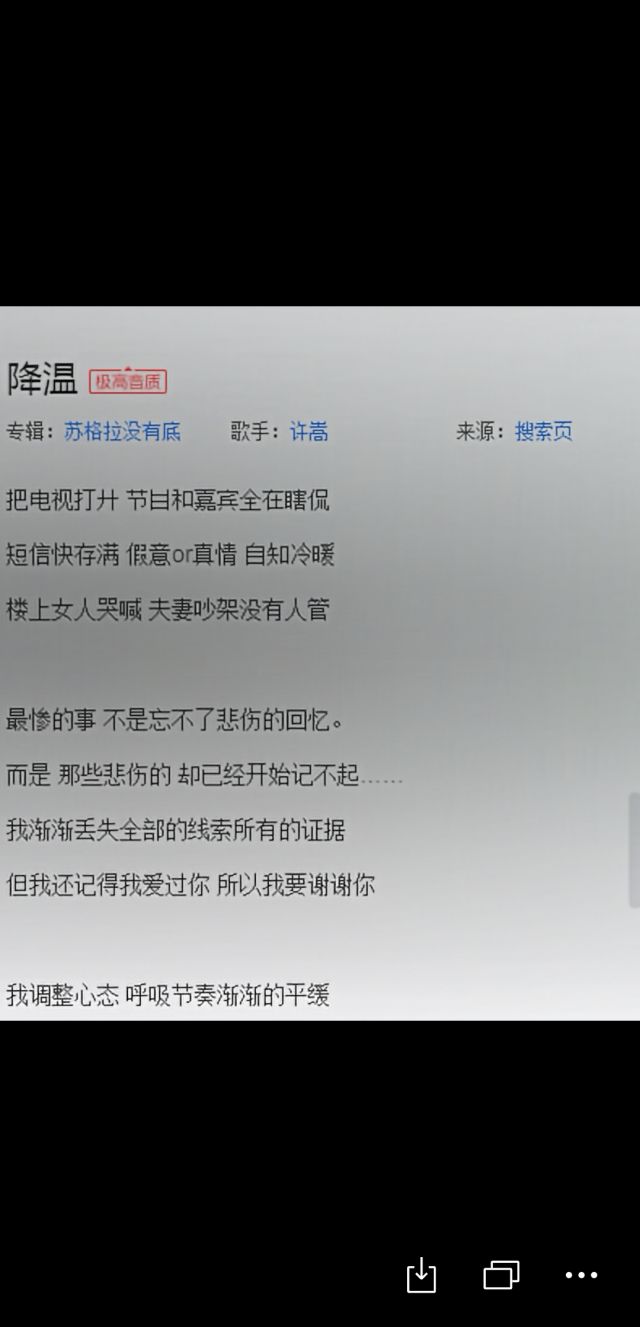 降温 极高音质
专辑：苏格拉没有底 歌手：许嵩 来源：搜索页
把电视打开 节目和嘉宾全在瞎侃
短信快存满 假意or真情 自知冷暖
楼上女人哭喊 夫妻吵架没有人管
最惨的事 不是忘不了悲伤的回忆。
而是 那些悲伤的 却已经开始记不起……
我渐渐丢失全部的线索所有的证据
但我还记得我爱过你 所以我要谢谢你
我调整心态 呼吸节奏渐渐的平缓